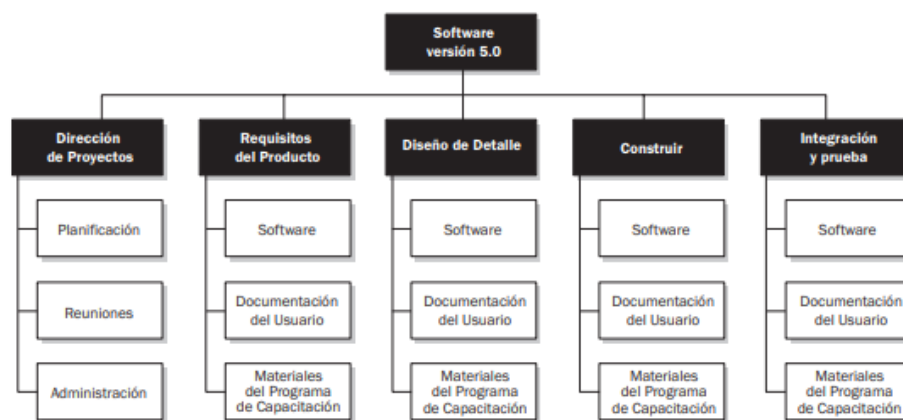 Software
versión 5.0
Dirección
de Proyectos
Requisitos
del Producto
Diseño de Detalle
Construir
Integración
y prueba
Planificación
Software
Software
Software
Software
Reuniones
Documentación
del Usuario
Documentación
del Usuario
Documentación
del Usuario
Documentación
del Usuario
Administración
Materiales
del Programa
de Capacitación
Materiales
del Programa
de Capacitación
Materiales
del Programa
de Capacitación
Materiales
del Programa
de Capacitación